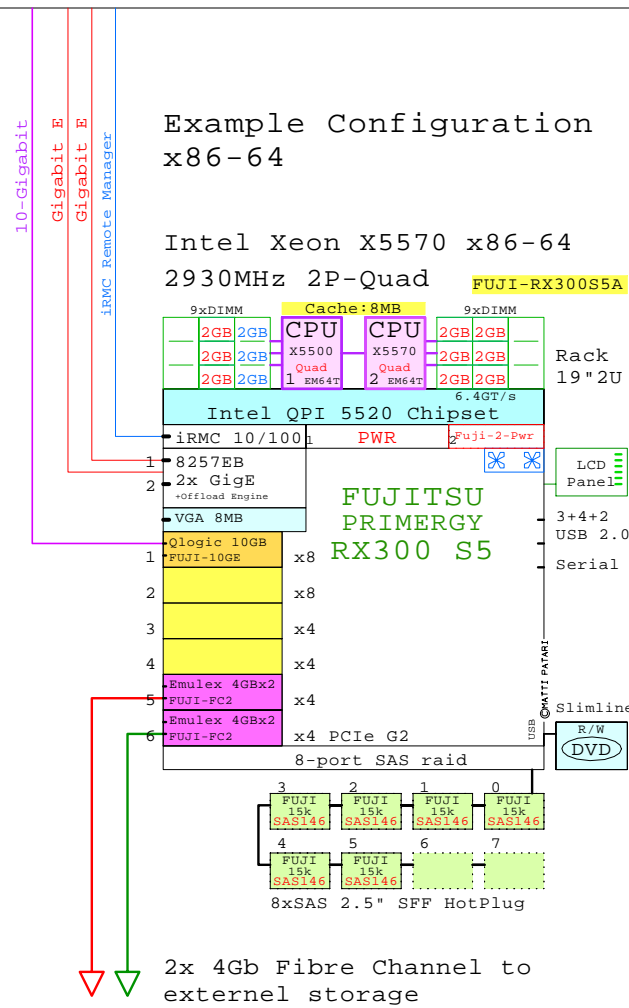 10-Gigabit
Gigabit E
Gigabit E
iRMC Remote Manager
Example Configuration
x86-64
Intel Xeon X5570 x86-64
2930MHz 2P-Quad
FUJI-RX300S5A
9xDIMM
Cache:8MB
9xDIMM
2GB 2GB
CPU
CPU
2GB 2GB
2GB 2GB
X5500
X5570
2GB 2GB
Quad
Quad
2GB 2GB
1 EM64T
2 EM64T
2GB 2GB
Rack
19"2U
6.4GT/s
Intel QPI 5520 Chipset
iRMC 10/100
1
PWR
2
Fuji-2-Pwr
1
8257EB
2
2x GigE
+Offload Engine
LCD
Panel
VGA 8MB
FUJITSU
PRIMERGY
RX300 S5
3+4+2
USB 2.0
Serial
Qlogic 10GB
1
FUJI-10GE
x8
2
x8
3
x4
4
x4
Emulex 4GBx2
5
FUJI-FC2
x4
Emulex 4GBx2
6
FUJI-FC2
x4 PCIe G2
©MATTI PATARI
USB
Slimline
R/W
DVD
8-port SAS raid
3
2
1
0
FUJI
15k
SAS146
FUJI
15k
SAS146
FUJI
15k
SAS146
FUJI
15k
SAS146
4
5
6
7
FUJI
15k
SAS146
FUJI
15k
SAS146
8xSAS 2.5" SFF HotPlug
2x 4Gb Fibre Channel to
externel storage